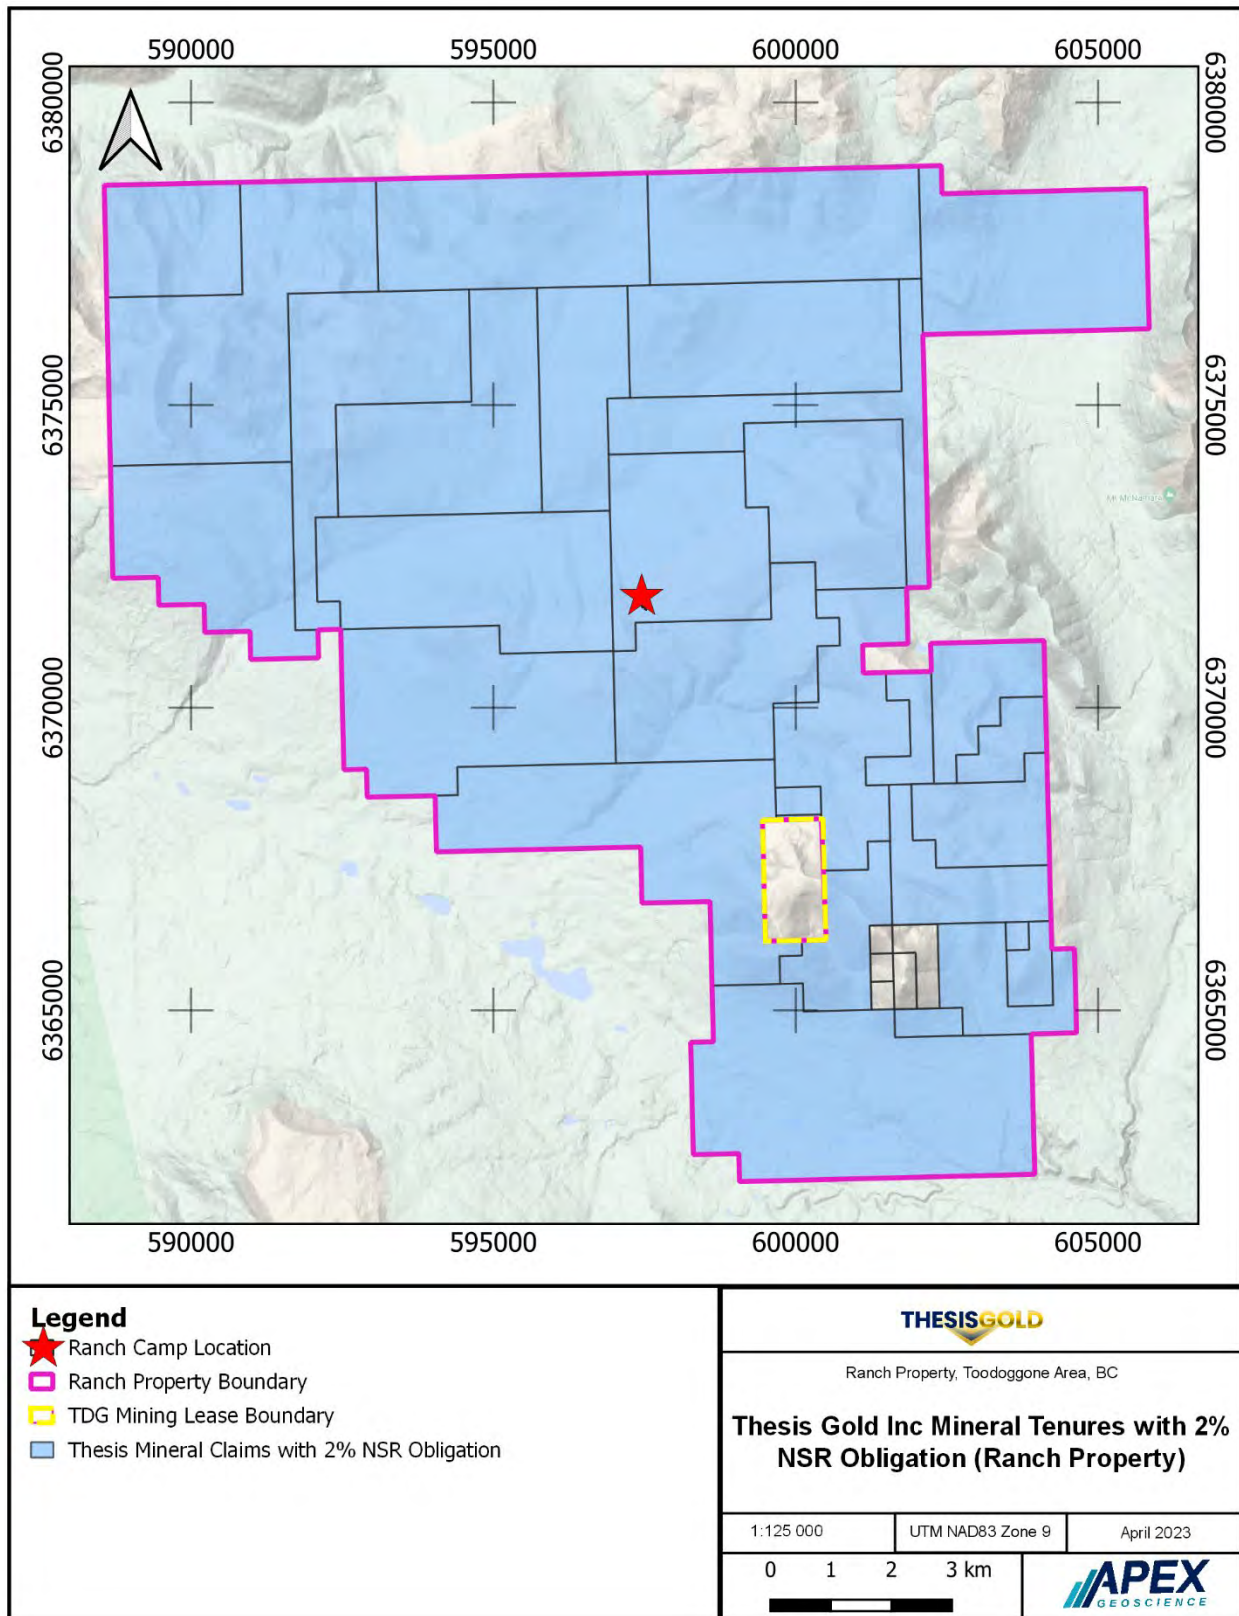 590000 595000 600000 605000
6380000 6380000
6375000 6375000
Mt McNamara
6370000 6370000
6365000 6365000
590000 595000 600000 605000
Legend
Ranch Camp Location
Ranch Property Boundary
TDG Mining Lease Boundary
Thesis Mineral Claims with 2% NSR Obligation
THESISGOLD
Ranch Property, Toodoggone Area, BC
Thesis Gold Inc Mineral Tenures with 2%
NSR Obligation (Ranch Property)
1:125 000 UTM NAD83 Zone 9 April 2023
0 1 2 3 km
APEX
GEOSCIENCE